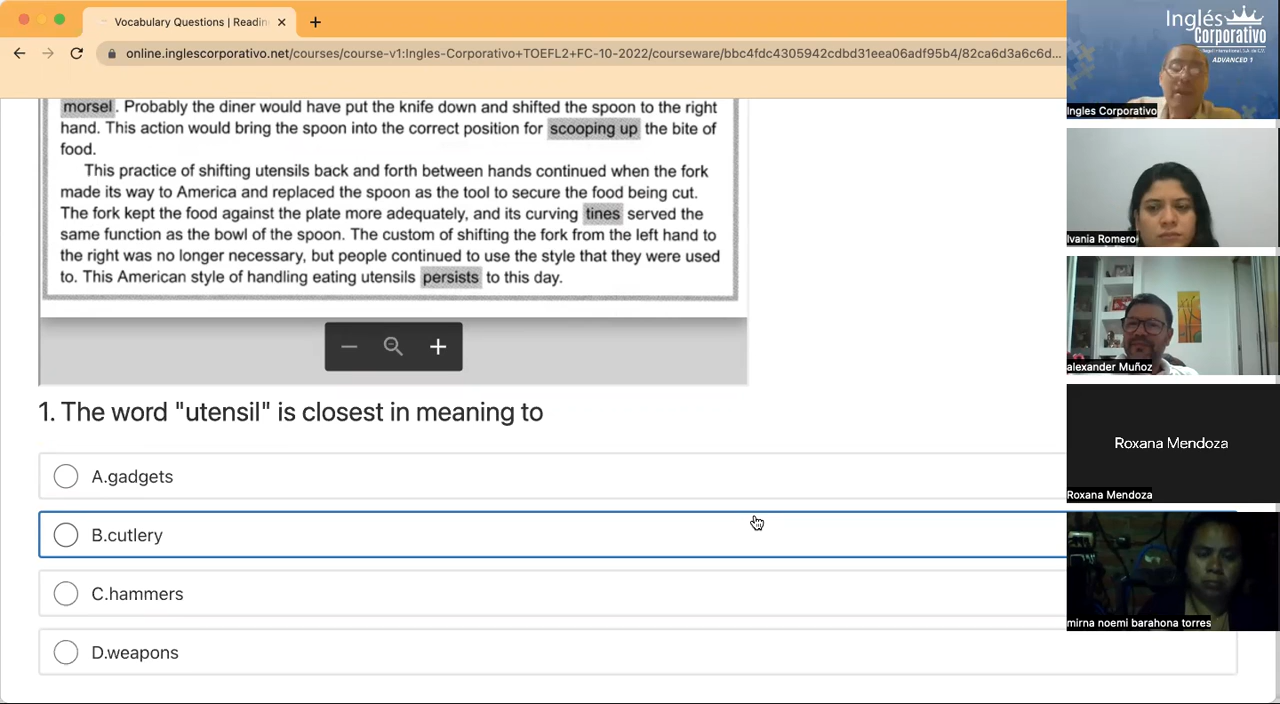 Vocabulary Questions | Readin
online.inglescorporativo.net/courses/course-v1:Ingles-Corporativo+TOEFL2+FC-10-2022/courseware/bbc4fdc4305942cdbd31eea06adf95b4/82ca6d3a6c6d...
morsel. Probably the diner would have put the knife down and shifted the spoon to the right
hand. This action would bring the spoon into the correct position for scooping up the bite of
food.
This practice of shifting utensils back and forth between hands continued when the fork
made its way to America and replaced the spoon as the tool to secure the food being cut.
The fork kept the food against the plate more adequately, and its curving tines served the
same function as the bowl of the spoon. The custom of shifting the fork from the left hand to
the right was no longer necessary, but people continued to use the style that they were used
to. This American style of handling eating utensils persists to this day.
1. The word "utensil" is closest in meaning to
A.gadgets
B.cutlery
C.hammers
D.weapons
Inglés
Corporativo
ADVANCED 1
Ingles Corporativo
Ivania Romero
alexander Muñoz
Roxana Mendoza
Roxana Mendoza
mirna noemi barahona torres